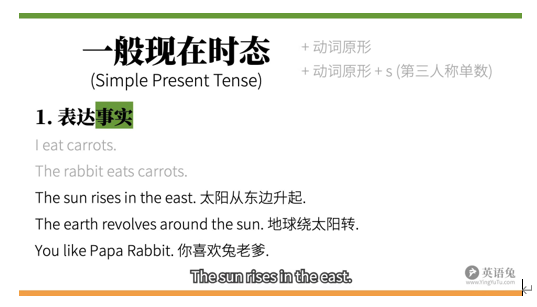 一般现在时态
(Simple Present Tense)
+ 动词原形
+ 动词原形 + s (第三人称单数)
1. 表达事实
I eat carrots.
The rabbit eats carrots.
The sun rises in the east. 太阳从东边升起.
The earth revolves around the sun. 地球绕太阳转.
You like Papa Rabbit. 你喜欢兔老爹.
The sun rises in the east.
英语兔
www.YingYuTu.com